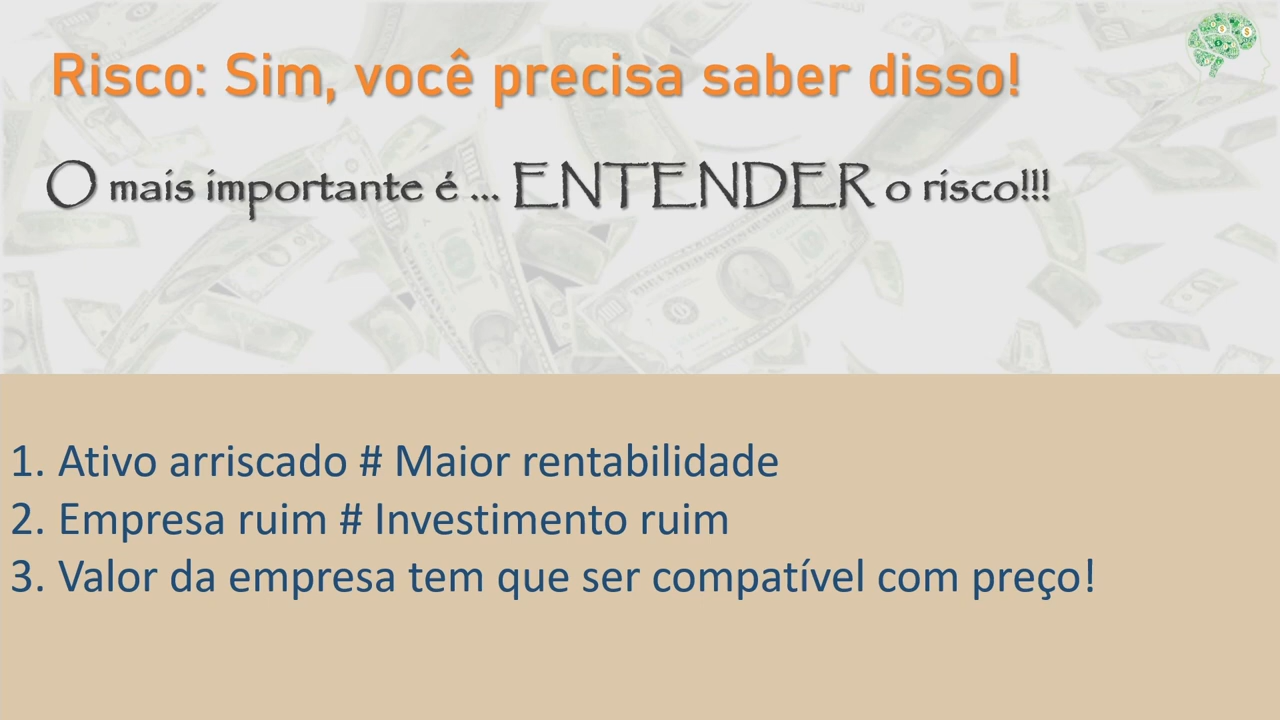 Risco: Sim, você precisa saber disso!
O mais importante é ... ENTENDER o risco!!!
1. Ativo arriscado # Maior rentabilidade
2. Empresa ruim # Investimento ruim
3. Valor da empresa tem que ser compatível com preço!